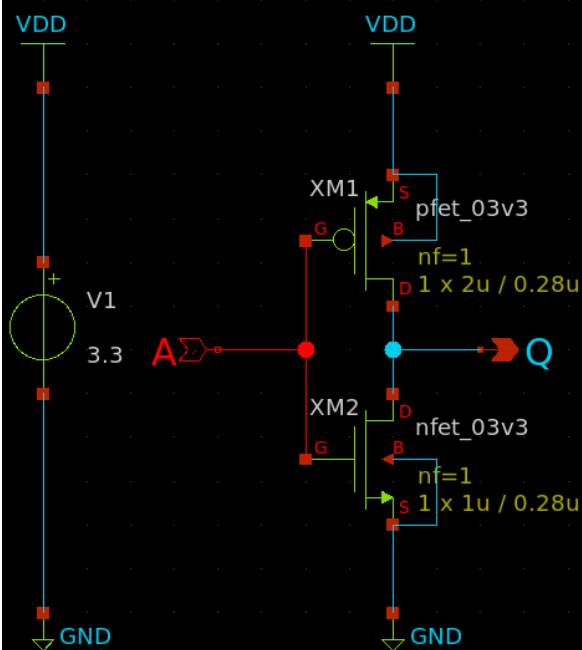 VDD
VDD
XM1
S
pfet_03v3
G
B
+
nf=1
D
1 x 2u / 0.28u
V1
3.3
A
Q
XM2
D
nfet_03v3
G
B
nf=1
S
1 x 1u / 0.28u
GND
GND